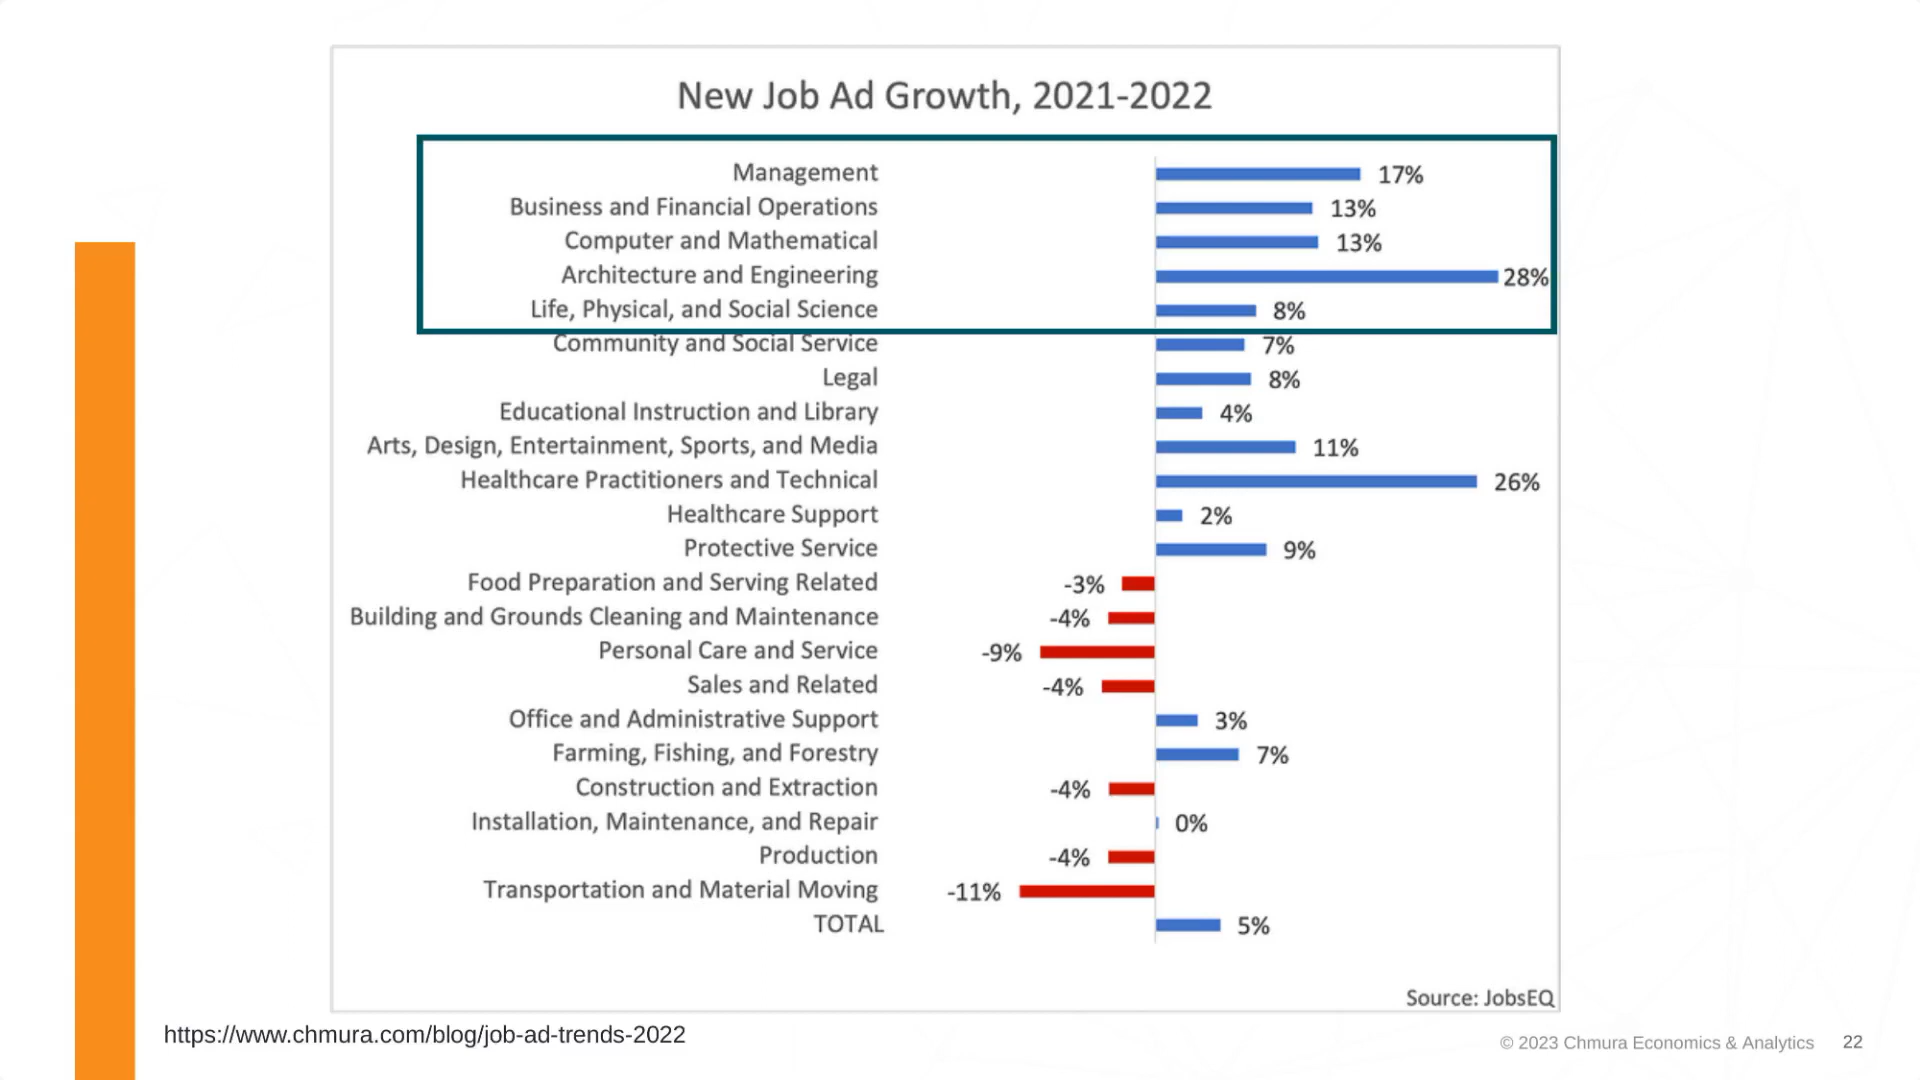 New Job Ad Growth, 2021-2022
Management 17%
Business and Financial Operations 13%
Computer and Mathematical 13%
Architecture and Engineering 28%
Life, Physical, and Social Science 8%
Community and Social Service 7%
Legal 8%
Educational Instruction and Library 4%
Arts, Design, Entertainment, Sports, and Media 11%
Healthcare Practitioners and Technical 26%
Healthcare Support 2%
Protective Service 9%
Food Preparation and Serving Related -3%
Building and Grounds Cleaning and Maintenance -4%
Personal Care and Service -9%
Sales and Related -4%
Office and Administrative Support 3%
Farming, Fishing, and Forestry 7%
Construction and Extraction -4%
Installation, Maintenance, and Repair 0%
Production -4%
Transportation and Material Moving -11%
TOTAL 5%
Source: JobsEQ
https://www.chmura.com/blog/job-ad-trends-2022
© 2023 Chmura Economics & Analytics 22